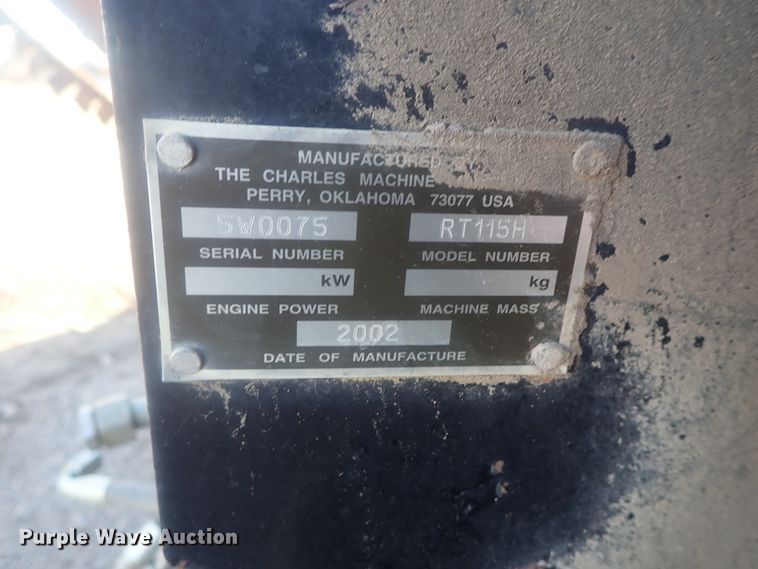 MANUFACTURED
THE CHARLES MACHINE
PERRY, OKLAHOMA 73077 USA
5W0075 RT115H
SERIAL NUMBER MODEL NUMBER
kW kg
ENGINE POWER MACHINE MASS
2002
DATE OF MANUFACTURE
Purple Wave Auction®